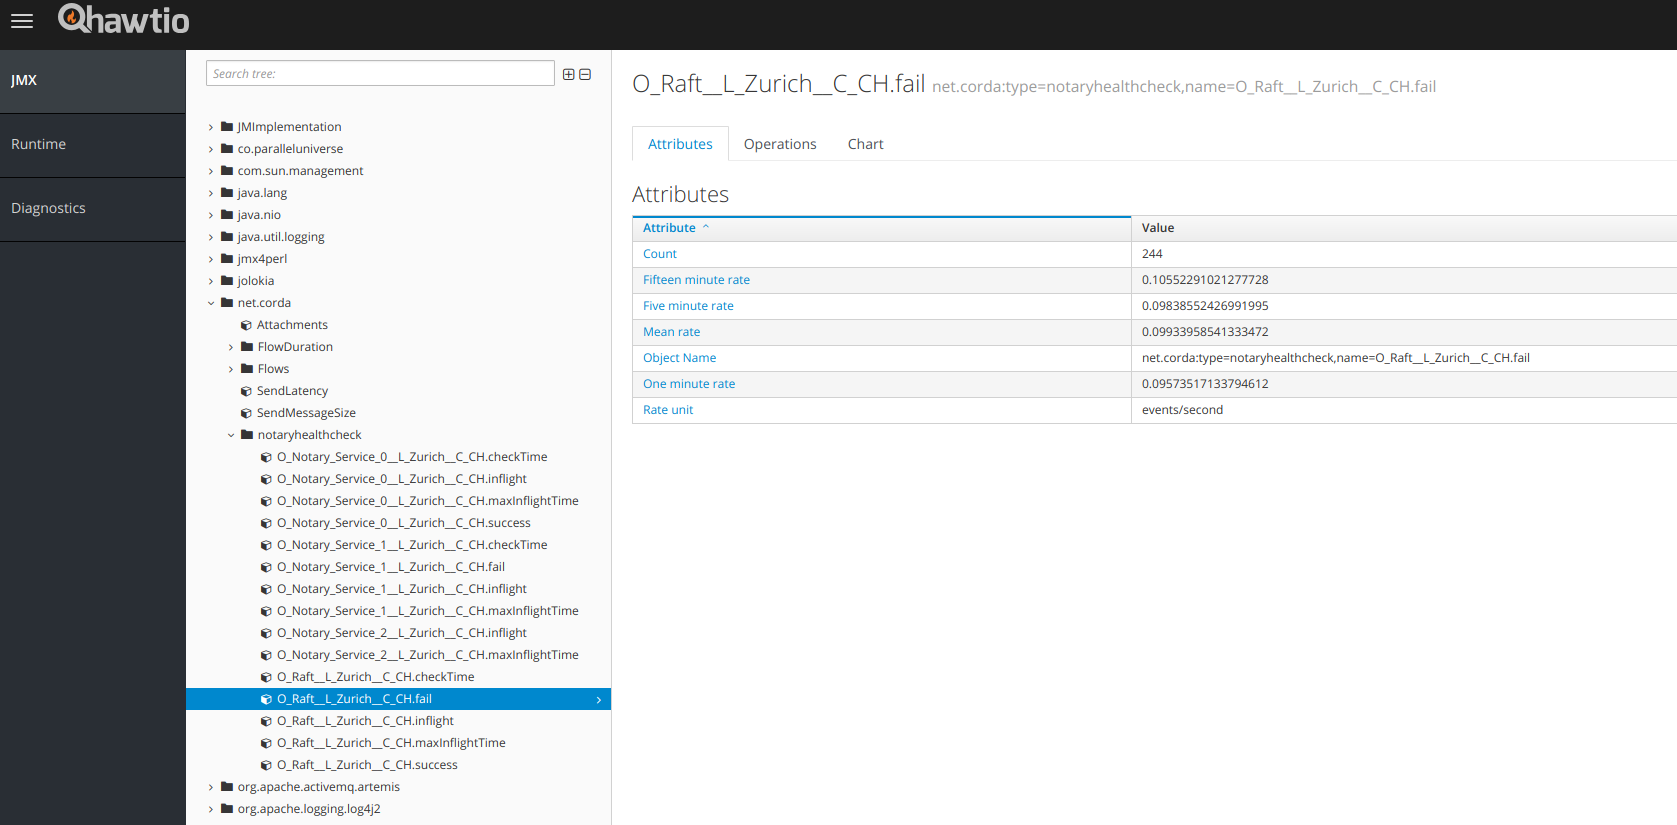 hawtio
JMX
Runtime
Diagnostics
Search tree:
JMImplementation
co.paralleluniverse
com.sun.management
java.lang
java.nio
java.util.logging
jmx4perl
jolokia
net.corda
Attachments
FlowDuration
Flows
SendLatency
SendMessageSize
notaryhealthcheck
O_Notary_Service_0__L_Zurich__C_CH.checkTime
O_Notary_Service_0__L_Zurich__C_CH.inflight
O_Notary_Service_0__L_Zurich__C_CH.maxInflightTime
O_Notary_Service_0__L_Zurich__C_CH.success
O_Notary_Service_1__L_Zurich__C_CH.checkTime
O_Notary_Service_1__L_Zurich__C_CH.fail
O_Notary_Service_1__L_Zurich__C_CH.inflight
O_Notary_Service_1__L_Zurich__C_CH.maxInflightTime
O_Notary_Service_2__L_Zurich__C_CH.inflight
O_Notary_Service_2__L_Zurich__C_CH.maxInflightTime
O_Raft__L_Zurich__C_CH.checkTime
O_Raft__L_Zurich__C_CH.fail
O_Raft__L_Zurich__C_CH.inflight
O_Raft__L_Zurich__C_CH.maxInflightTime
O_Raft__L_Zurich__C_CH.success
org.apache.activemq.artemis
org.apache.logging.log4j2
O_Raft__L_Zurich__C_CH.fail net.corda:type=notaryhealthcheck,name=O_Raft__L_Zurich__C_CH.fail
Attributes Operations Chart
Attributes
Attribute Value
Count 244
Fifteen minute rate 0.10552291021277728
Five minute rate 0.09838552426991995
Mean rate 0.09933958541333472
Object Name net.corda:type=notaryhealthcheck,name=O_Raft__L_Zurich__C_CH.fail
One minute rate 0.09573517133794612
Rate unit events/second